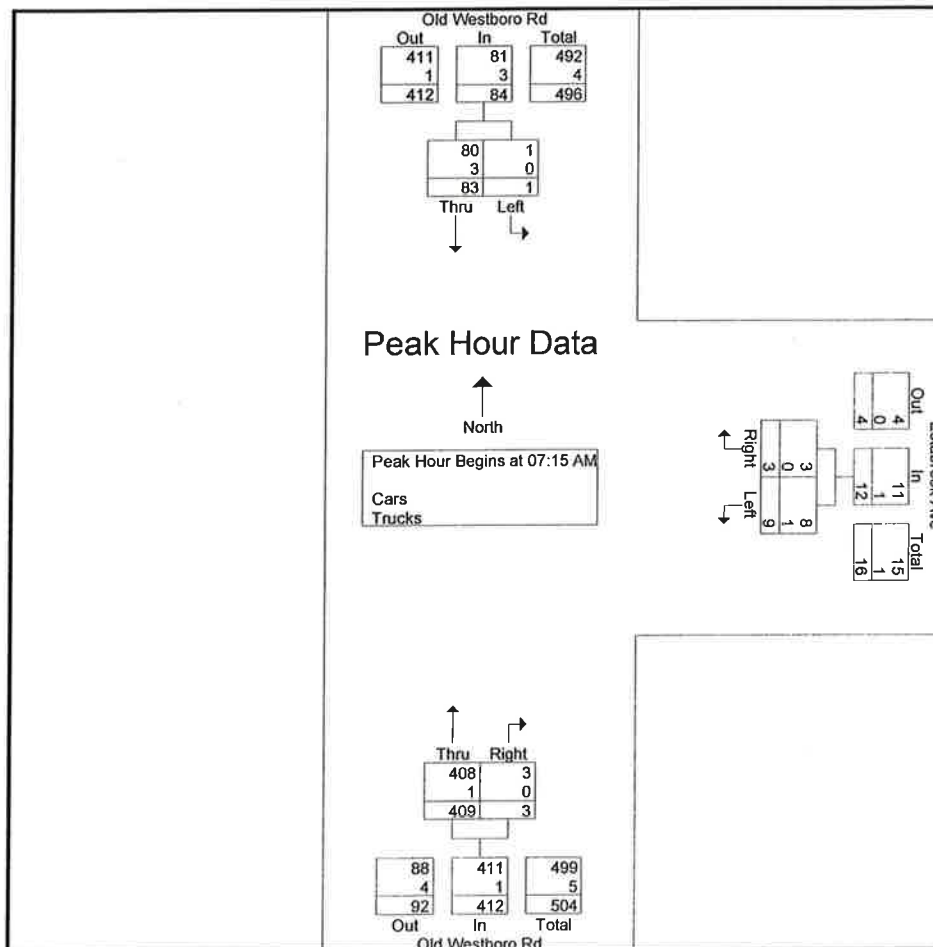 Old Westboro Rd
Out In Total
411 81 492
1 3 4
412 84 496
80 1
3 0
83 1
Thru Left
Peak Hour Data
North
Peak Hour Begins at 07:15 AM
Cars
Trucks
Out In Total
4 11 15
0 1 1
4 12 16
3 8
0 1
3 9
Right Left
Thru Right
408 3
1 0
409 3
88 411 499
4 1 5
92 412 504
Out In Total
Old Westboro Rd